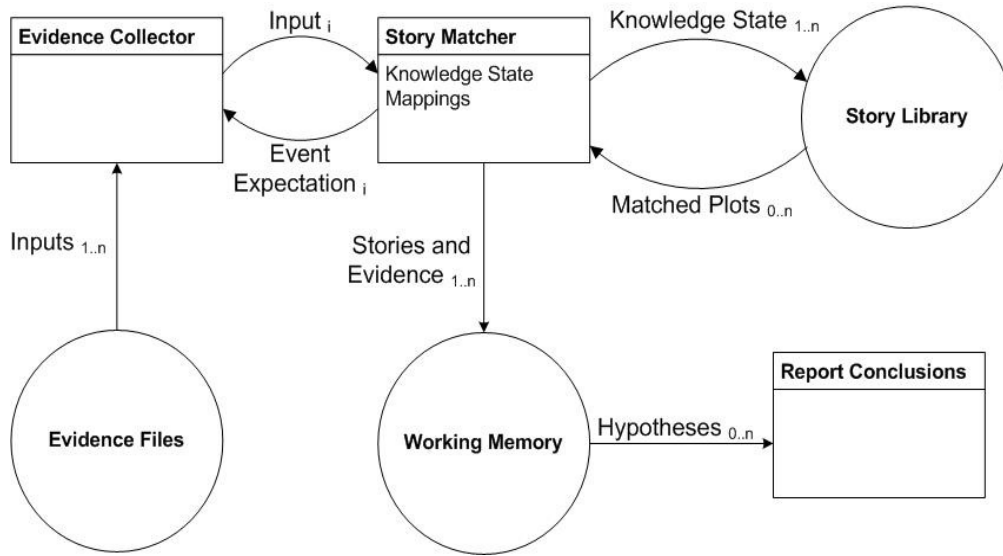 Evidence Collector
Input i
Story Matcher
Knowledge State
Mappings
Knowledge State 1..n
Story Library
Event
Expectation i
Matched Plots 0..n
Inputs 1..n
Stories and
Evidence 1..n
Evidence Files
Working Memory
Hypotheses 0..n
Report Conclusions